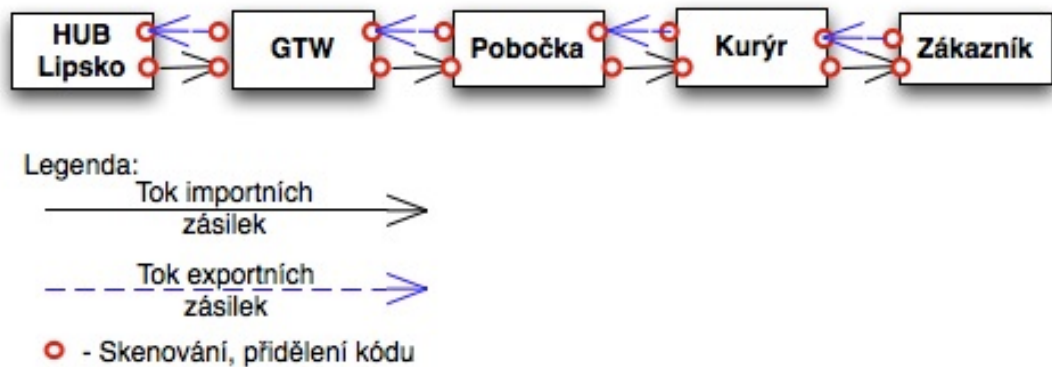 HUB
Lipsko
GTW
Pobočka
Kurýr
Zákazník
Legenda:
Tok importních
zásilek
Tok exportních
zásilek
- Skenování, přidělení kódu